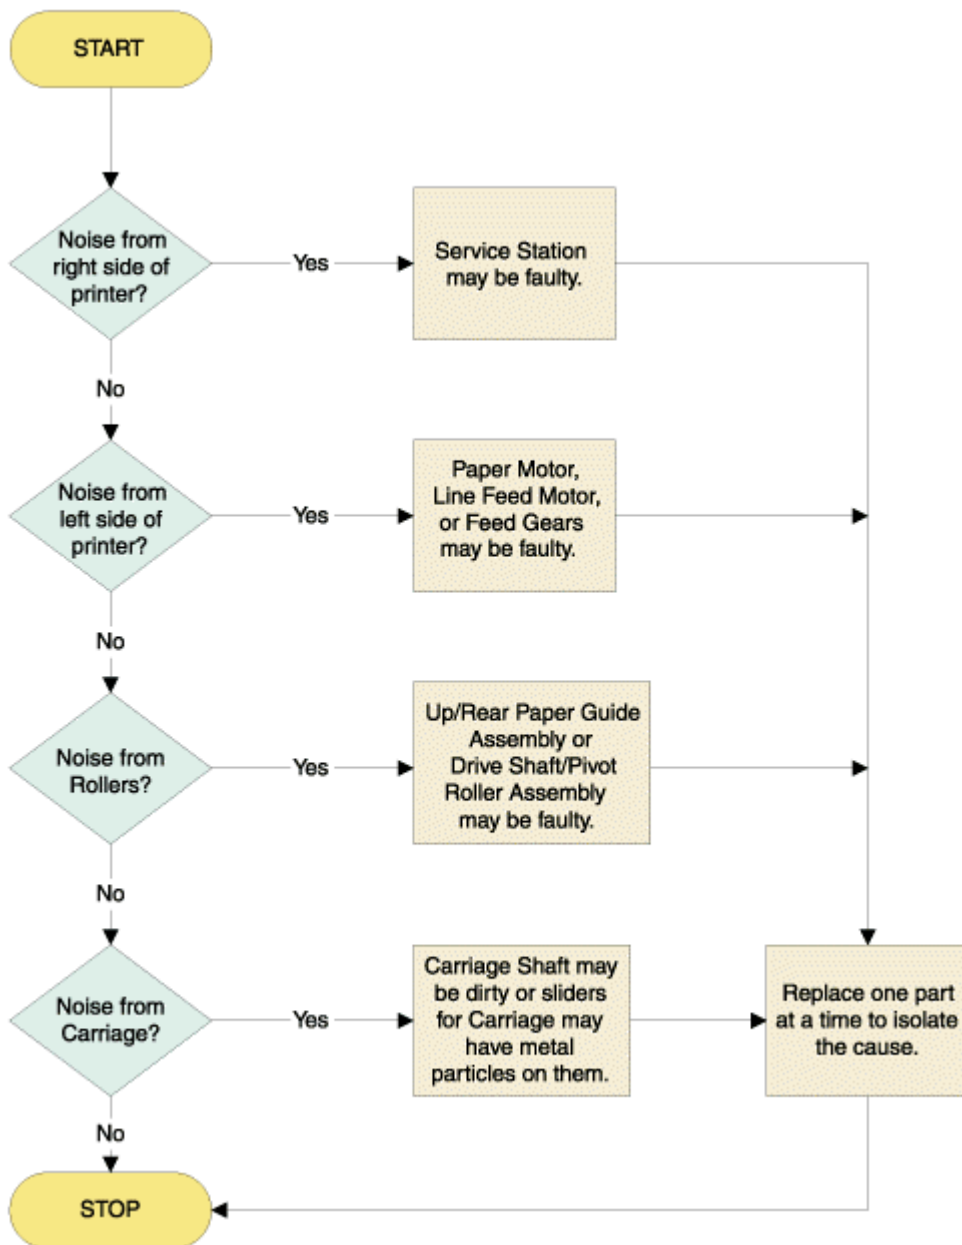 START
Noise from
right side of
printer?
Yes
Service Station
may be faulty.
No
Noise from
left side of
printer?
Yes
Paper Motor,
Line Feed Motor,
or Feed Gears
may be faulty.
No
Noise from
Rollers?
Yes
Up/Rear Paper Guide
Assembly or
Drive Shaft/Pivot
Roller Assembly
may be faulty.
No
Noise from
Carriage?
Yes
Carriage Shaft may
be dirty or sliders
for Carriage may
have metal
particles on them.
Replace one part
at a time to isolate
the cause.
No
STOP